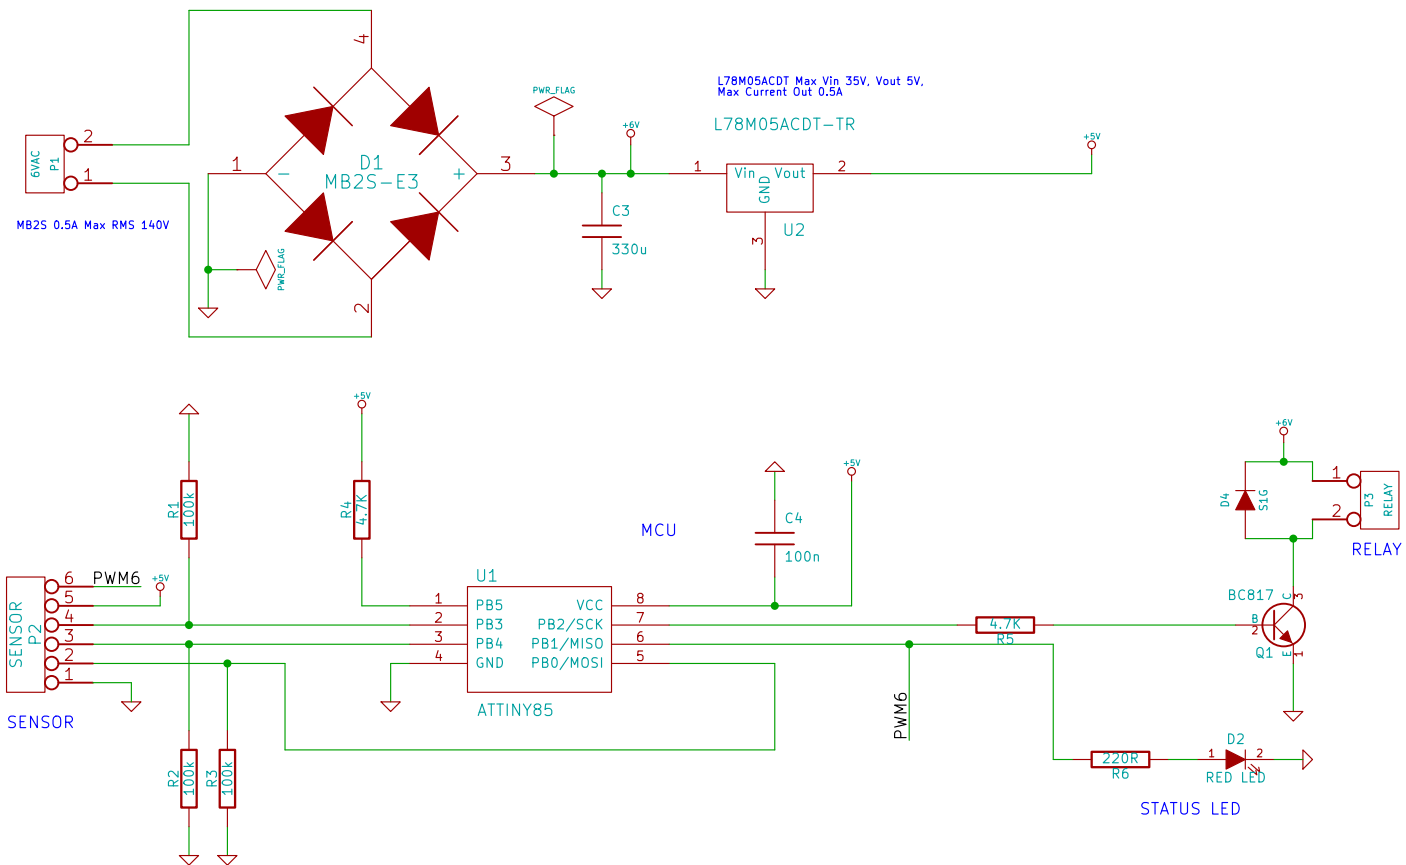 4
PWR_FLAG
L78M05ACDT Max Vin 35V, Vout 5V,
Max Current Out 0.5A
L78M05ACDT-TR
+6V
+5V
6VAC
P1
2
1
1
D1
MB2S-E3
-
+
3
1
Vin
Vout
GND
2
3
U2
C3
330u
MB2S 0.5A Max RMS 140V
PWR_FLAG
2
+5V
R1
100k
R4
4.7K
MCU
C4
100n
+5V
+6V
D4
S1G
1
2
P3
RELAY
RELAY
SENSOR
P2
6
5
4
3
2
1
PWM6
+5V
U1
1
PB5
2
PB3
3
PB4
4
GND
8
VCC
7
PB2/SCK
6
PB1/MISO
5
PB0/MOSI
ATTINY85
4.7K
R5
BC817
B
2
C
3
E
1
Q1
SENSOR
PWM6
R2
100k
R3
100k
220R
R6
D2
1
2
RED LED
STATUS LED